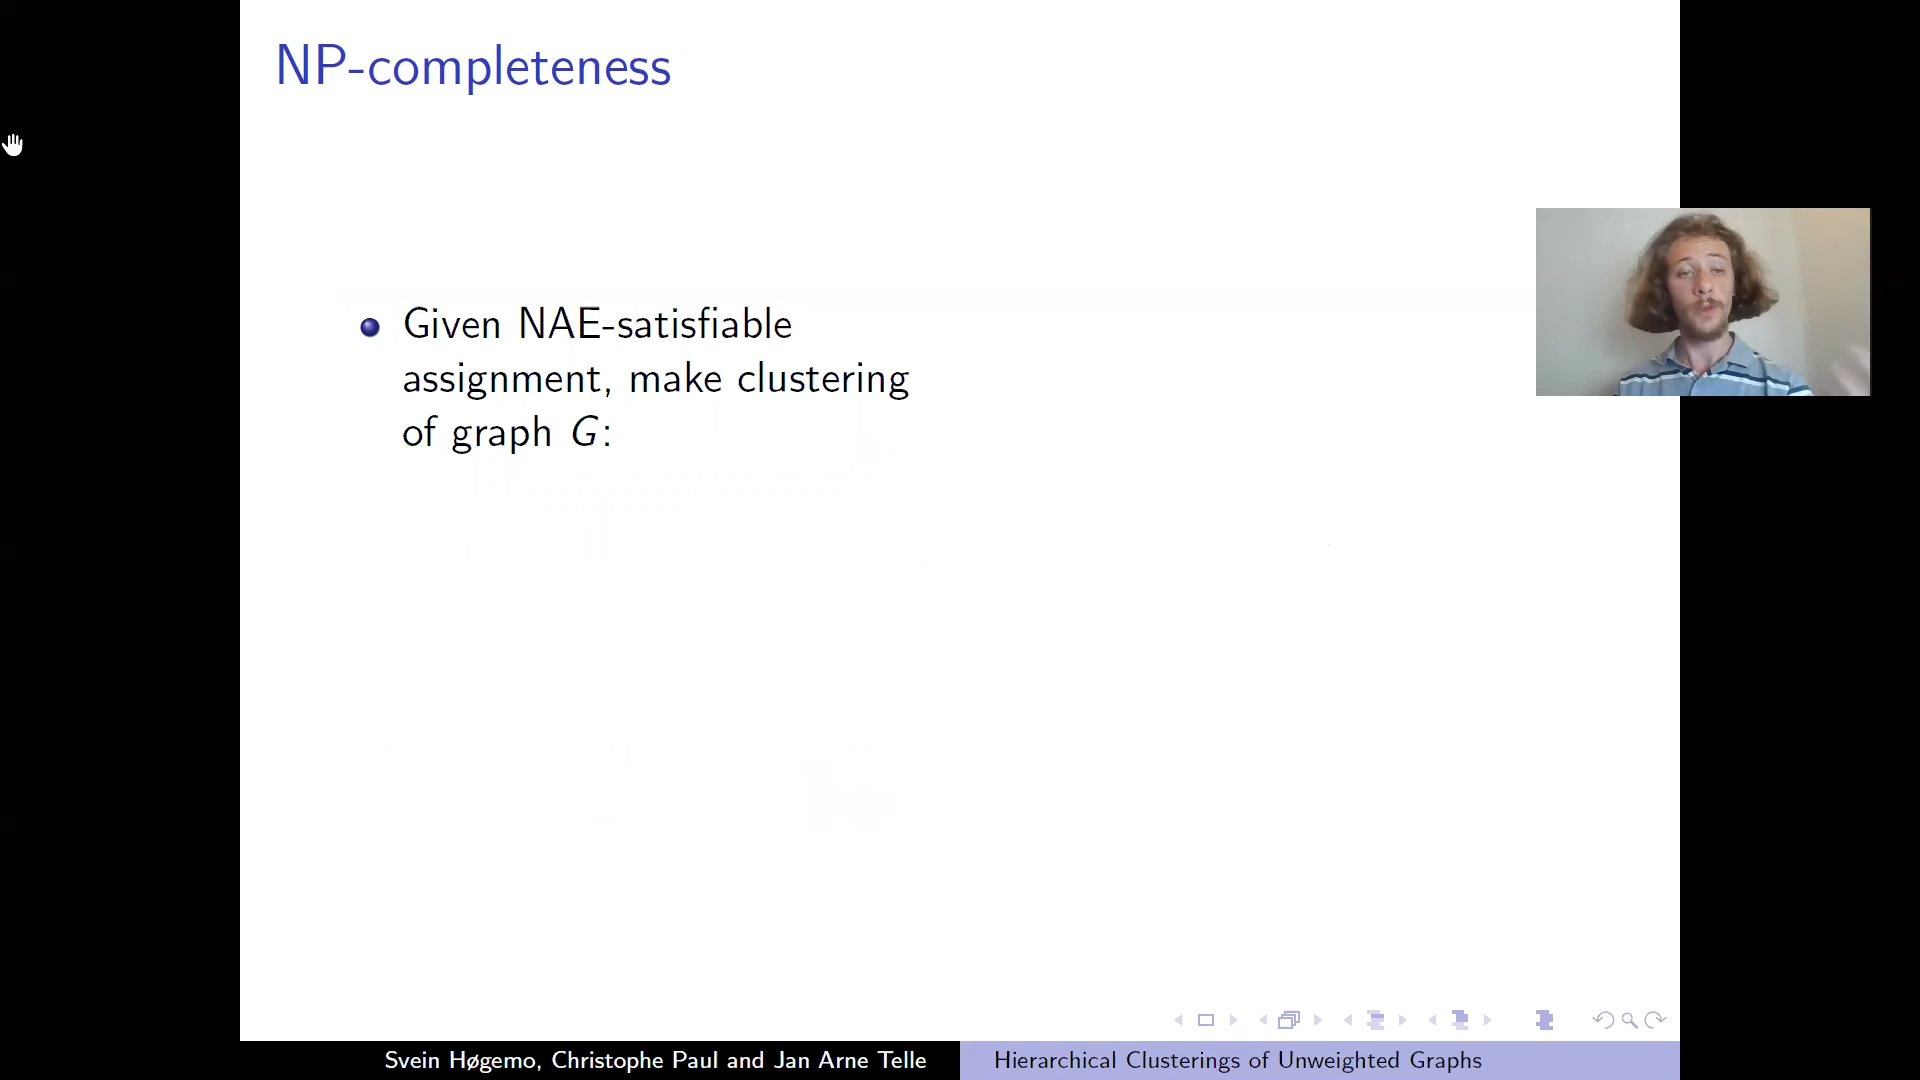 NP-completeness
Given NAE-satisfiable
assignment, make clustering
of graph G:
Svein Høgemo, Christophe Paul and Jan Arne Telle
Hierarchical Clusterings of Unweighted Graphs